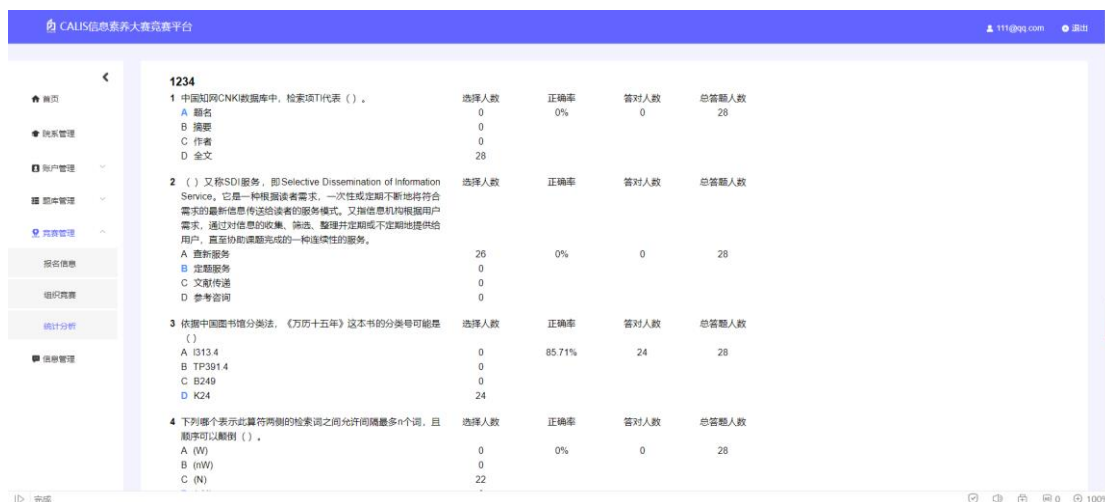 CALIS信息素养大赛竞赛平台 111@qq.com 退出
首页
院系管理
账户管理
题库管理
竞赛管理
报名信息
组织竞赛
统计分析
信息管理
1234
1 中国知网CNKI数据库中，检索项TI代表（ ）。 选择人数 正确率 答对人数 总答题人数
A 题名 0 0% 0 28
B 摘要 0
C 作者 0
D 全文 28
2 （ ）又称SDI服务，即Selective Dissemination of Information 选择人数 正确率 答对人数 总答题人数
Service。它是一种根据读者需求，一次性或定期不断地将符合
需求的最新信息传送给读者的服务模式。又指信息机构根据用户
需求，通过对信息的收集、筛选、整理并定期或不定期地提供给
用户，直至协助课题完成的一种连续性的服务。
A 查新服务 26 0% 0 28
B 定题服务 0
C 文献传递 0
D 参考咨询 0
3 依据中国图书馆分类法，《万历十五年》这本书的分类号可能是 选择人数 正确率 答对人数 总答题人数
（）
A I313.4 0 85.71% 24 28
B TP391.4 0
C B249 0
D K24 24
4 下列哪个表示此算符两侧的检索词之间允许间隔最多n个词，且 选择人数 正确率 答对人数 总答题人数
顺序可以颠倒（ ）。
A (W) 0 0% 0 28
B (nW) 0
C (N) 22
完成 0 100%